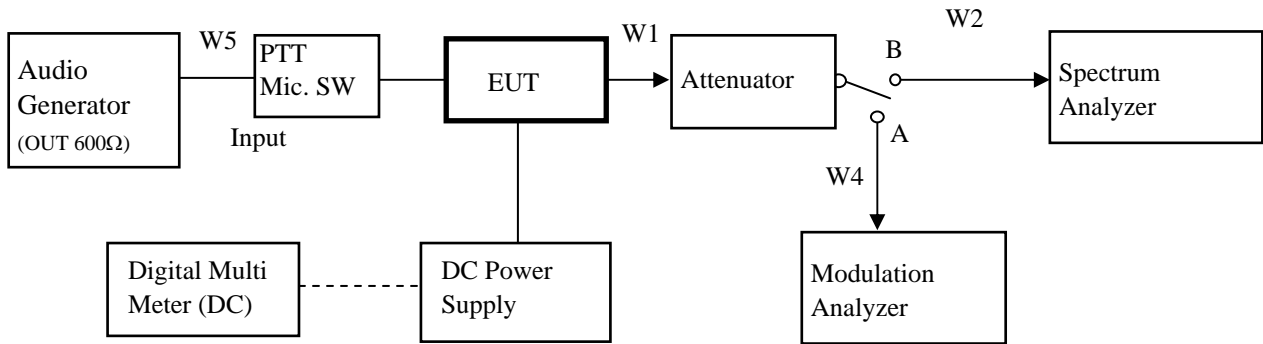 Audio
Generator
(OUT 600Ω)
W5
PTT
Mic. SW
Input
EUT
W1
Attenuator
B
A
W2
Spectrum
Analyzer
W4
Digital Multi
Meter (DC)
DC Power
Supply
Modulation
Analyzer